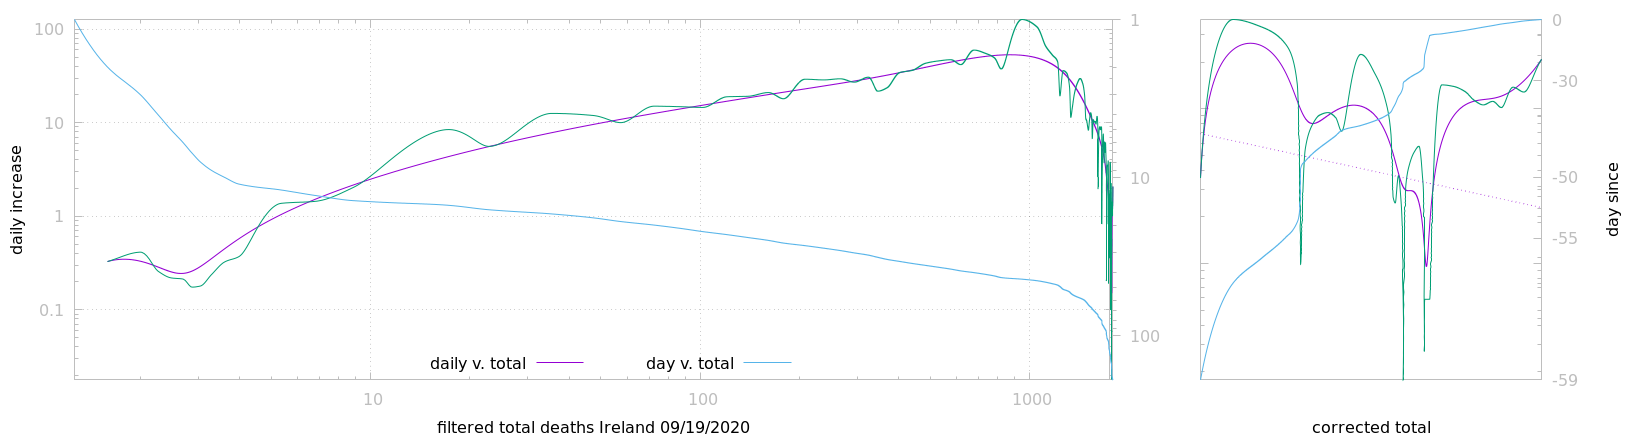 100
10
1
0.1
daily increase
daily v. total
day v. total
10
100
1000
filtered total deaths Ireland 09/19/2020
1
10
100
0
-30
-50
-55
-59
day since
corrected total